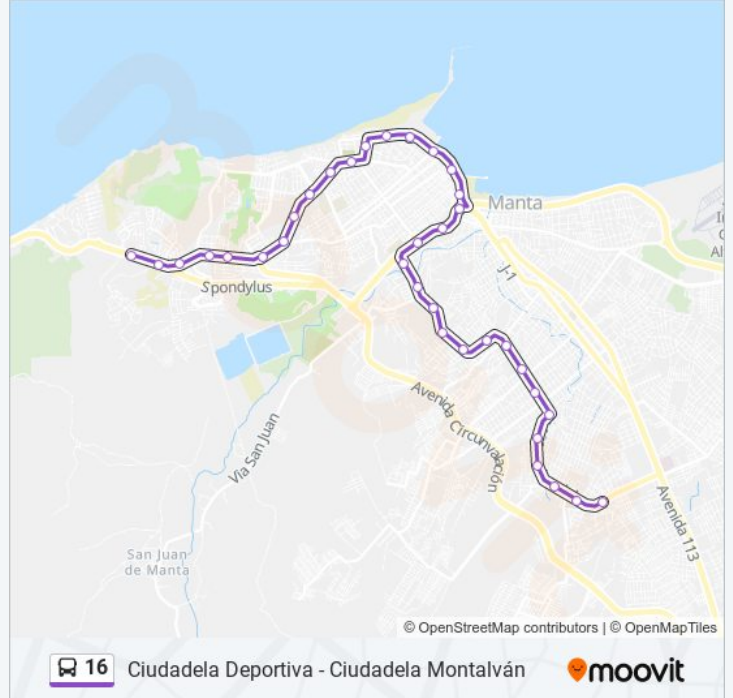 Manta
J-1
Spondylus
Avenida Circunvalación
Vía San Juan
Avenida 113
San Juan
de Manta
© OpenStreetMap contributors | © OpenMapTiles
16 Ciudadela Deportiva - Ciudadela Montalván moovit